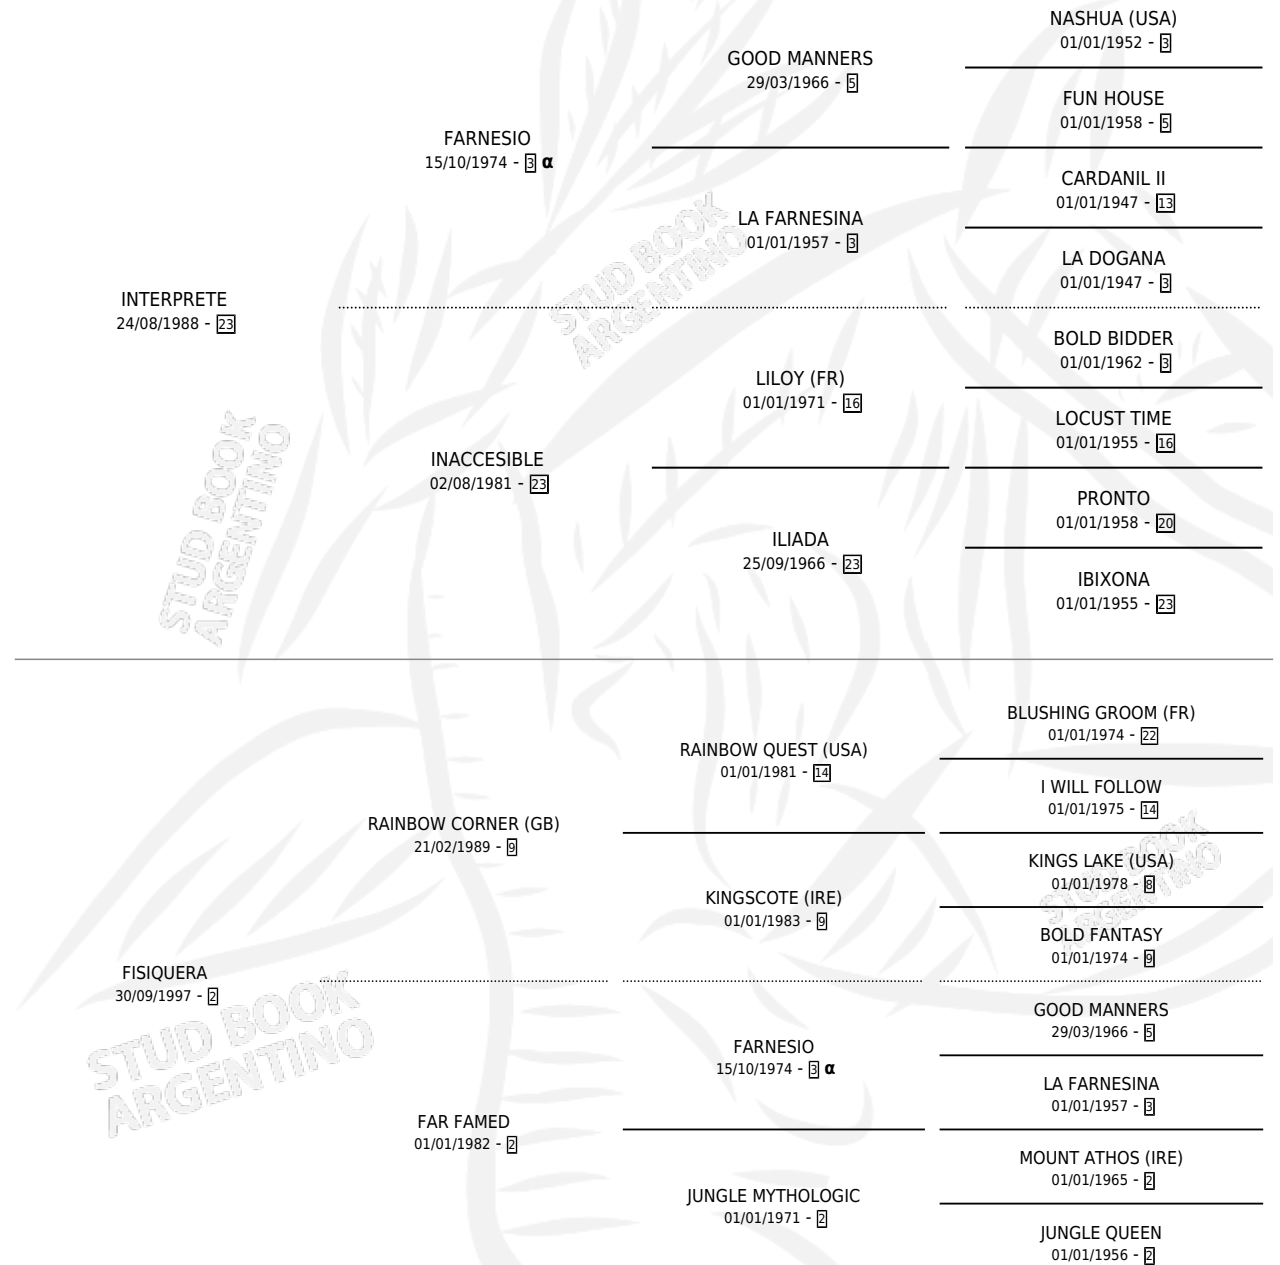 NASHUA (USA)
01/01/1952 - 3
GOOD MANNERS
29/03/1966 - 5
FUN HOUSE
01/01/1958 - 5
FARNESIO
15/10/1974 - 3 α
CARDANIL II
01/01/1947 - 13
LA FARNESINA
01/01/1957 - 3
LA DOGANA
01/01/1947 - 3
INTERPRETE
24/08/1988 - 23
BOLD BIDDER
01/01/1962 - 3
LILOY (FR)
01/01/1971 - 16
LOCUST TIME
01/01/1955 - 16
INACCESIBLE
02/08/1981 - 23
PRONTO
01/01/1958 - 20
ILIADA
25/09/1966 - 23
IBIXONA
01/01/1955 - 23
BLUSHING GROOM (FR)
01/01/1974 - 22
RAINBOW QUEST (USA)
01/01/1981 - 14
I WILL FOLLOW
01/01/1975 - 14
RAINBOW CORNER (GB)
21/02/1989 - 9
KINGS LAKE (USA)
01/01/1978 - 8
KINGSCOTE (IRE)
01/01/1983 - 9
BOLD FANTASY
01/01/1974 - 9
FISIQUERA
30/09/1997 - 2
GOOD MANNERS
29/03/1966 - 5
FARNESIO
15/10/1974 - 3 α
LA FARNESINA
01/01/1957 - 3
FAR FAMED
01/01/1982 - 2
MOUNT ATHOS (IRE)
01/01/1965 - 2
JUNGLE MYTHOLOGIC
01/01/1971 - 2
JUNGLE QUEEN
01/01/1956 - 2
STUD BOOK
ARGENTINO
STUD BOOK
ARGENTINO
STUD BOOK
ARGENTINO
STUD BOOK
ARGENTINO